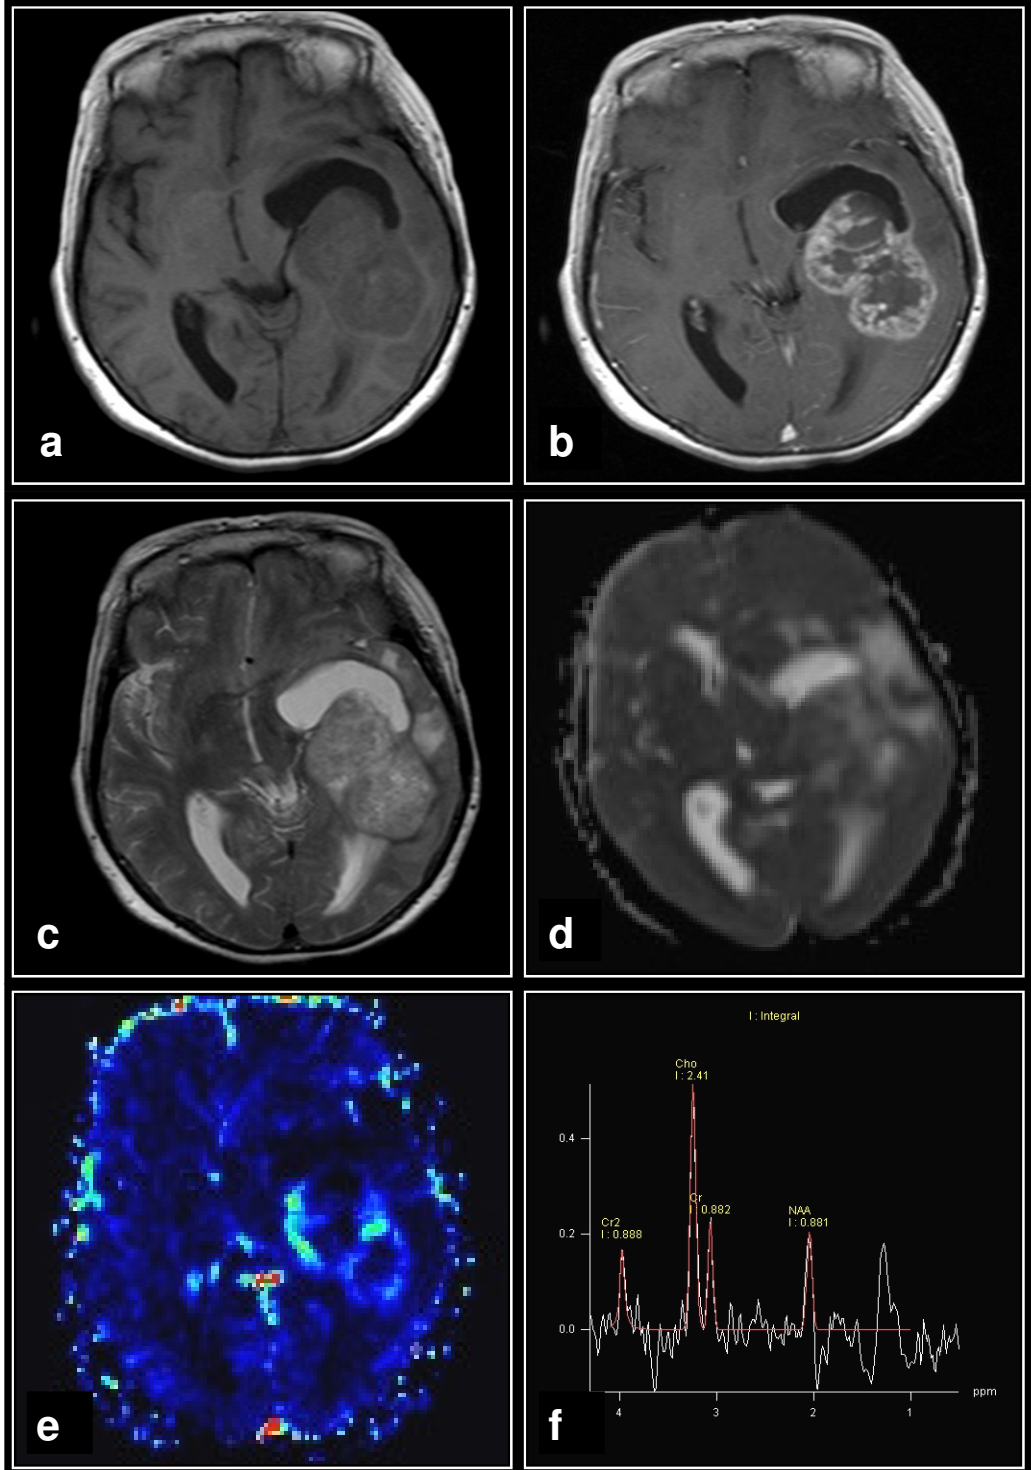 a
b
c
d
e
I : Integral
Cho
I : 2.41
0.4
Cr
I : 0.882
Cr2
I : 0.888
NAA
I : 0.881
0.2
0.0
ppm
4
3
2
1
f